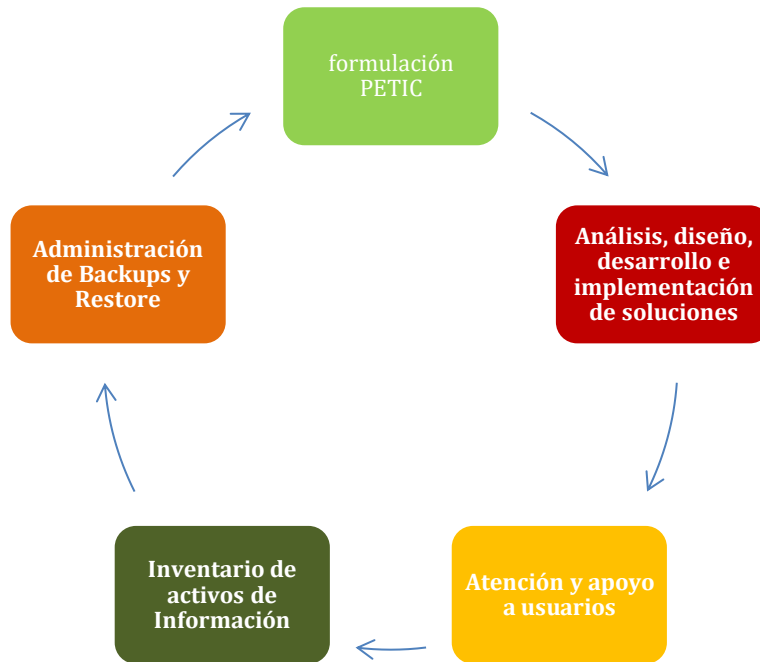 formulación
PETIC
Análisis, diseño,
desarrollo e
implementación
de soluciones
Atención y apoyo
a usuarios
Inventario de
activos de
Información
Administración
de Backups y
Restore